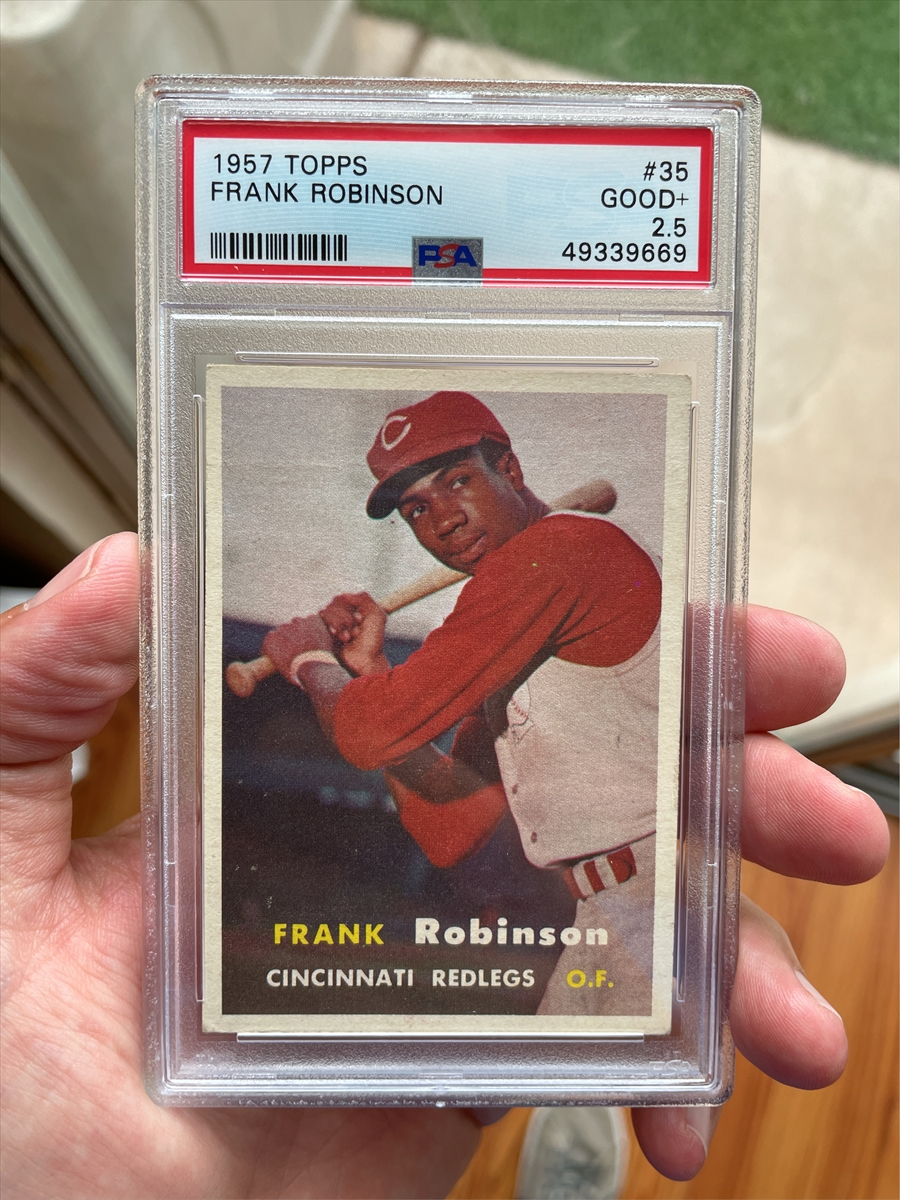 1957 TOPPS #35
FRANK ROBINSON GOOD+
2.5
PSA 49339669
C
FRANK Robinson
CINCINNATI REDLEGS O.F.